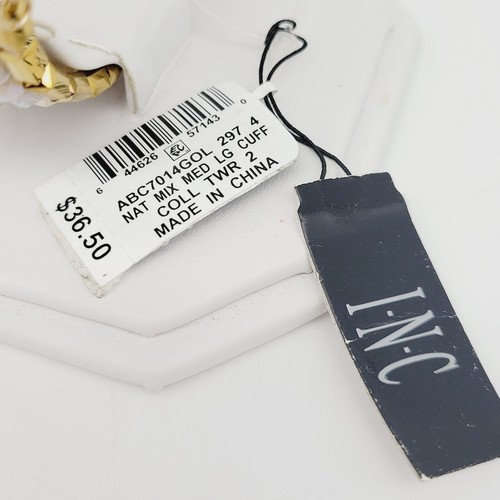 6 44626 57143 0
ABC7014GOL 297 4
NAT MIX MED LG CUFF
COLL TWR 2
MADE IN CHINA
$36.50
I·N·C